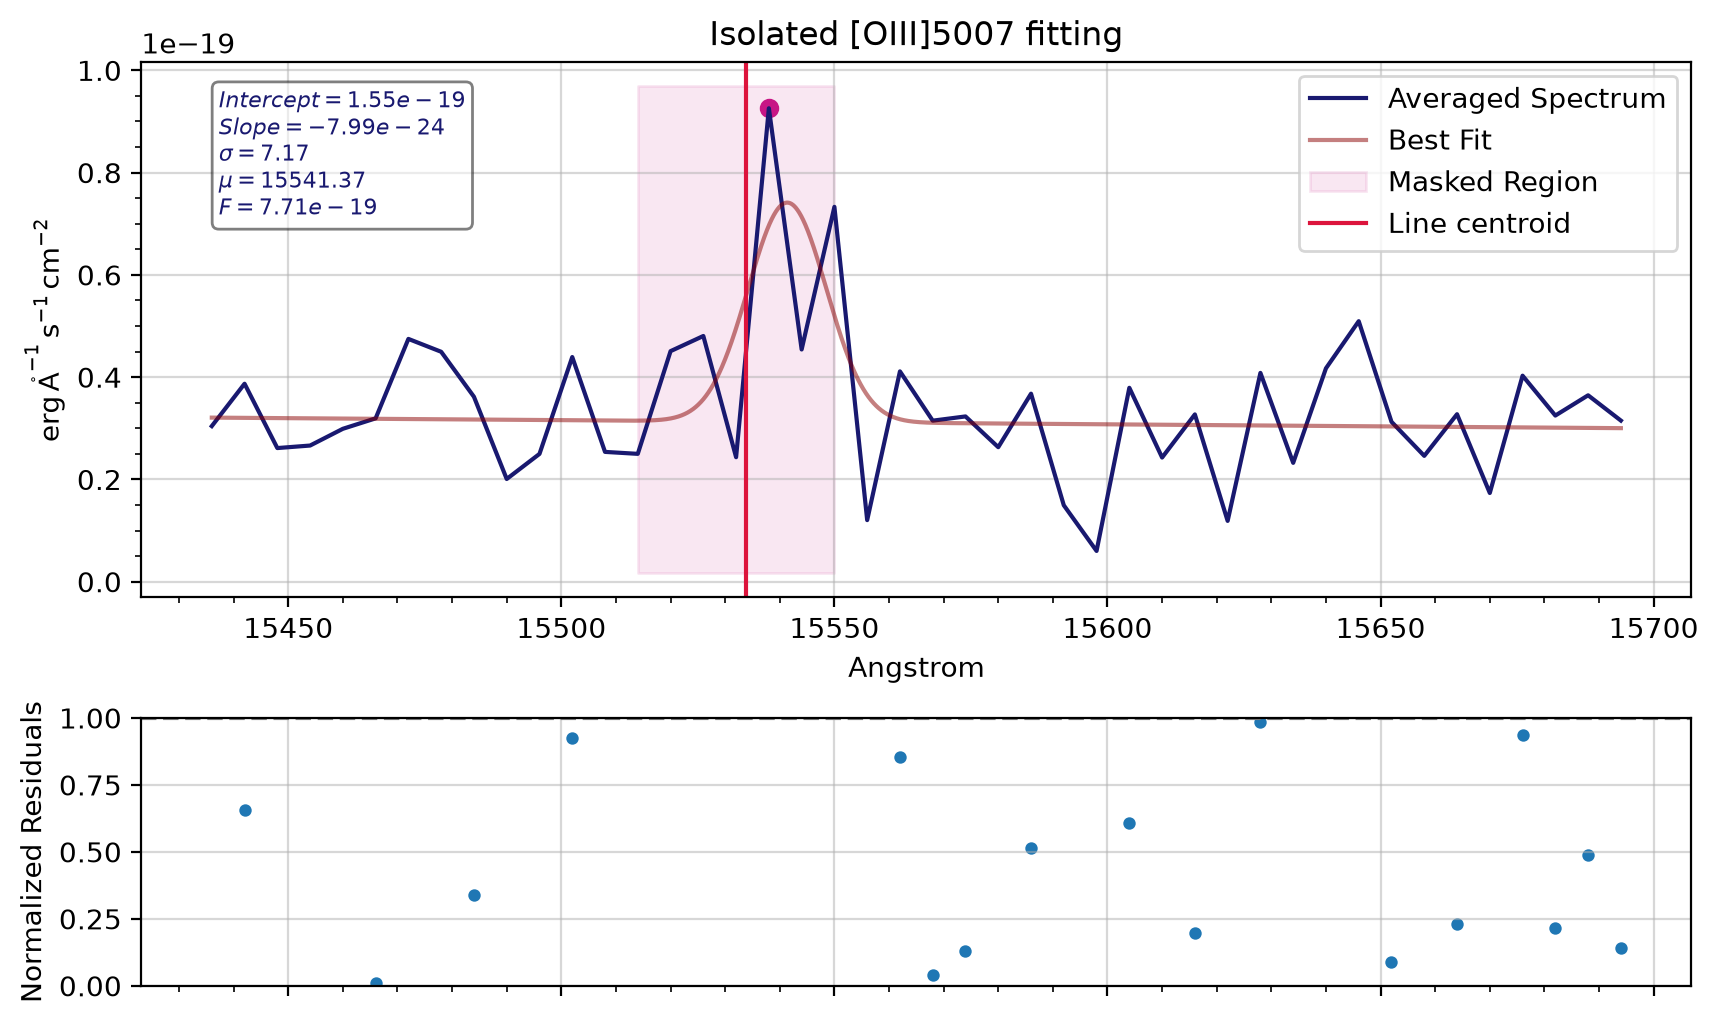 Isolated [OIII]5007 fitting
1e−19
Intercept = 1.55e − 19
Slope = −7.99e − 24
σ = 7.17
μ = 15541.37
F = 7.71e − 19
Averaged Spectrum
Best Fit
Masked Region
Line centroid
1.0
0.8
0.6
0.4
0.2
0.0
erg Å⁻¹ s⁻¹ cm⁻²
15450 15500 15550 15600 15650 15700
Angstrom
1.00
0.75
0.50
0.25
0.00
Normalized Residuals